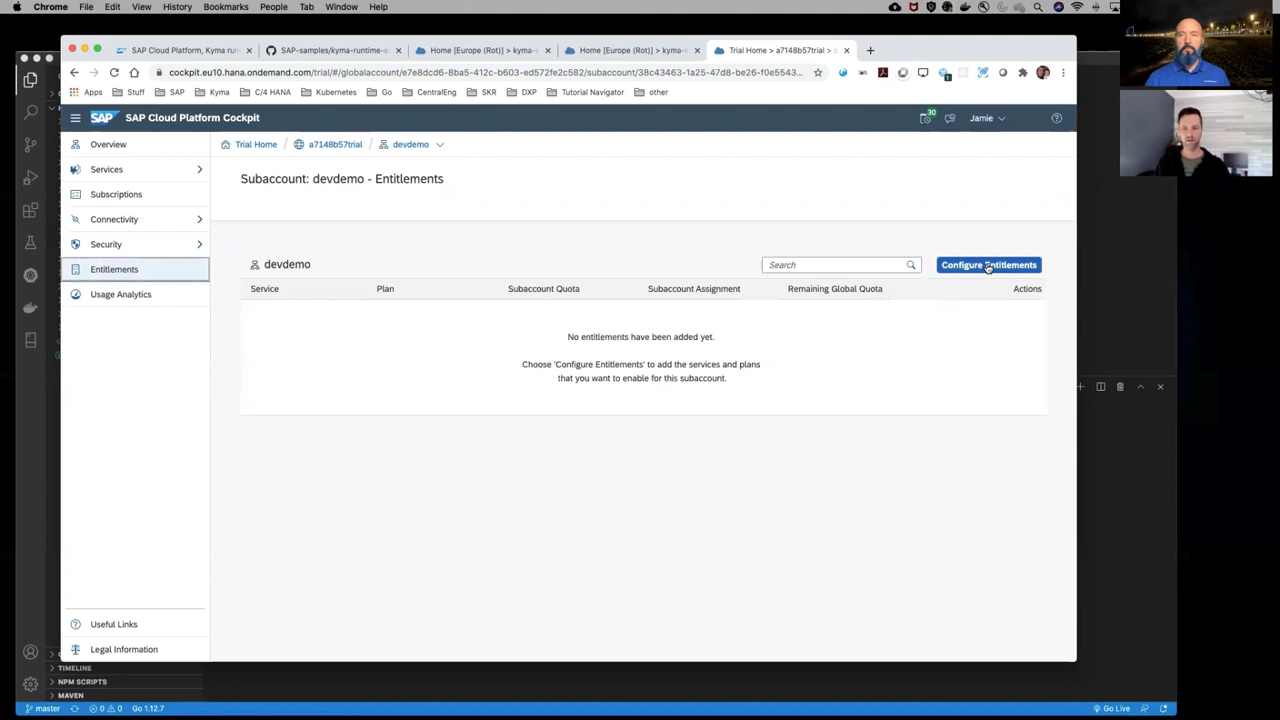 Chrome File Edit View History Bookmarks People Tab Window Help
SAP Cloud Platform, Kyma run
SAP-samples/kyma-runtime-e
Home [Europe (Rot)] > kyma-
Home [Europe (Rot)] > kyma-
Trial Home > a7148b57trial >
cockpit.eu10.hana.ondemand.com/trial/#/globalaccount/e7e8dcd6-8ba5-412c-b603-ed572fe2c582/subaccount/38c43463-1a25-47d8-be26-f0e5543...
Apps Stuff SAP Kyma C/4 HANA Kubernetes Go CentralEng SKR DXP Tutorial Navigator other
SAP SAP Cloud Platform Cockpit
30
Jamie
Overview
Services
Subscriptions
Connectivity
Security
Entitlements
Usage Analytics
Useful Links
Legal Information
Trial Home / a7148b57trial / devdemo
Subaccount: devdemo - Entitlements
devdemo
Search
Configure Entitlements
Service Plan Subaccount Quota Subaccount Assignment Remaining Global Quota Actions
No entitlements have been added yet.
Choose 'Configure Entitlements' to add the services and plans
that you want to enable for this subaccount.
TIMELINE
NPM SCRIPTS
MAVEN
master 0 0 Go 1.12.7
Go Live